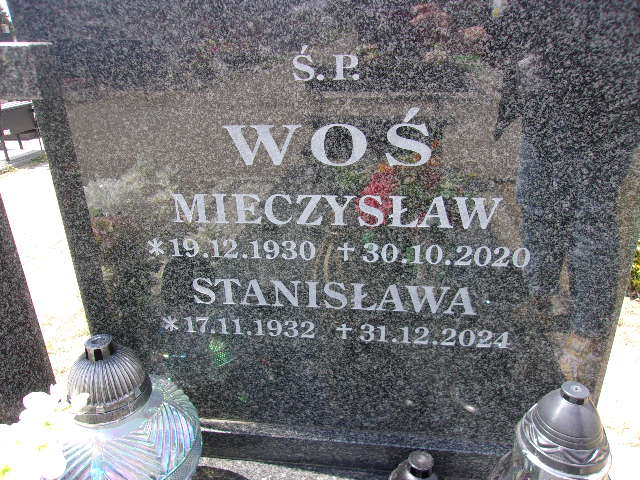 Ś.P.
WOŚ
MIECZYSŁAW
*19.12.1930 †30.10.2020
STANISŁAWA
*17.11.1932 †31.12.2024